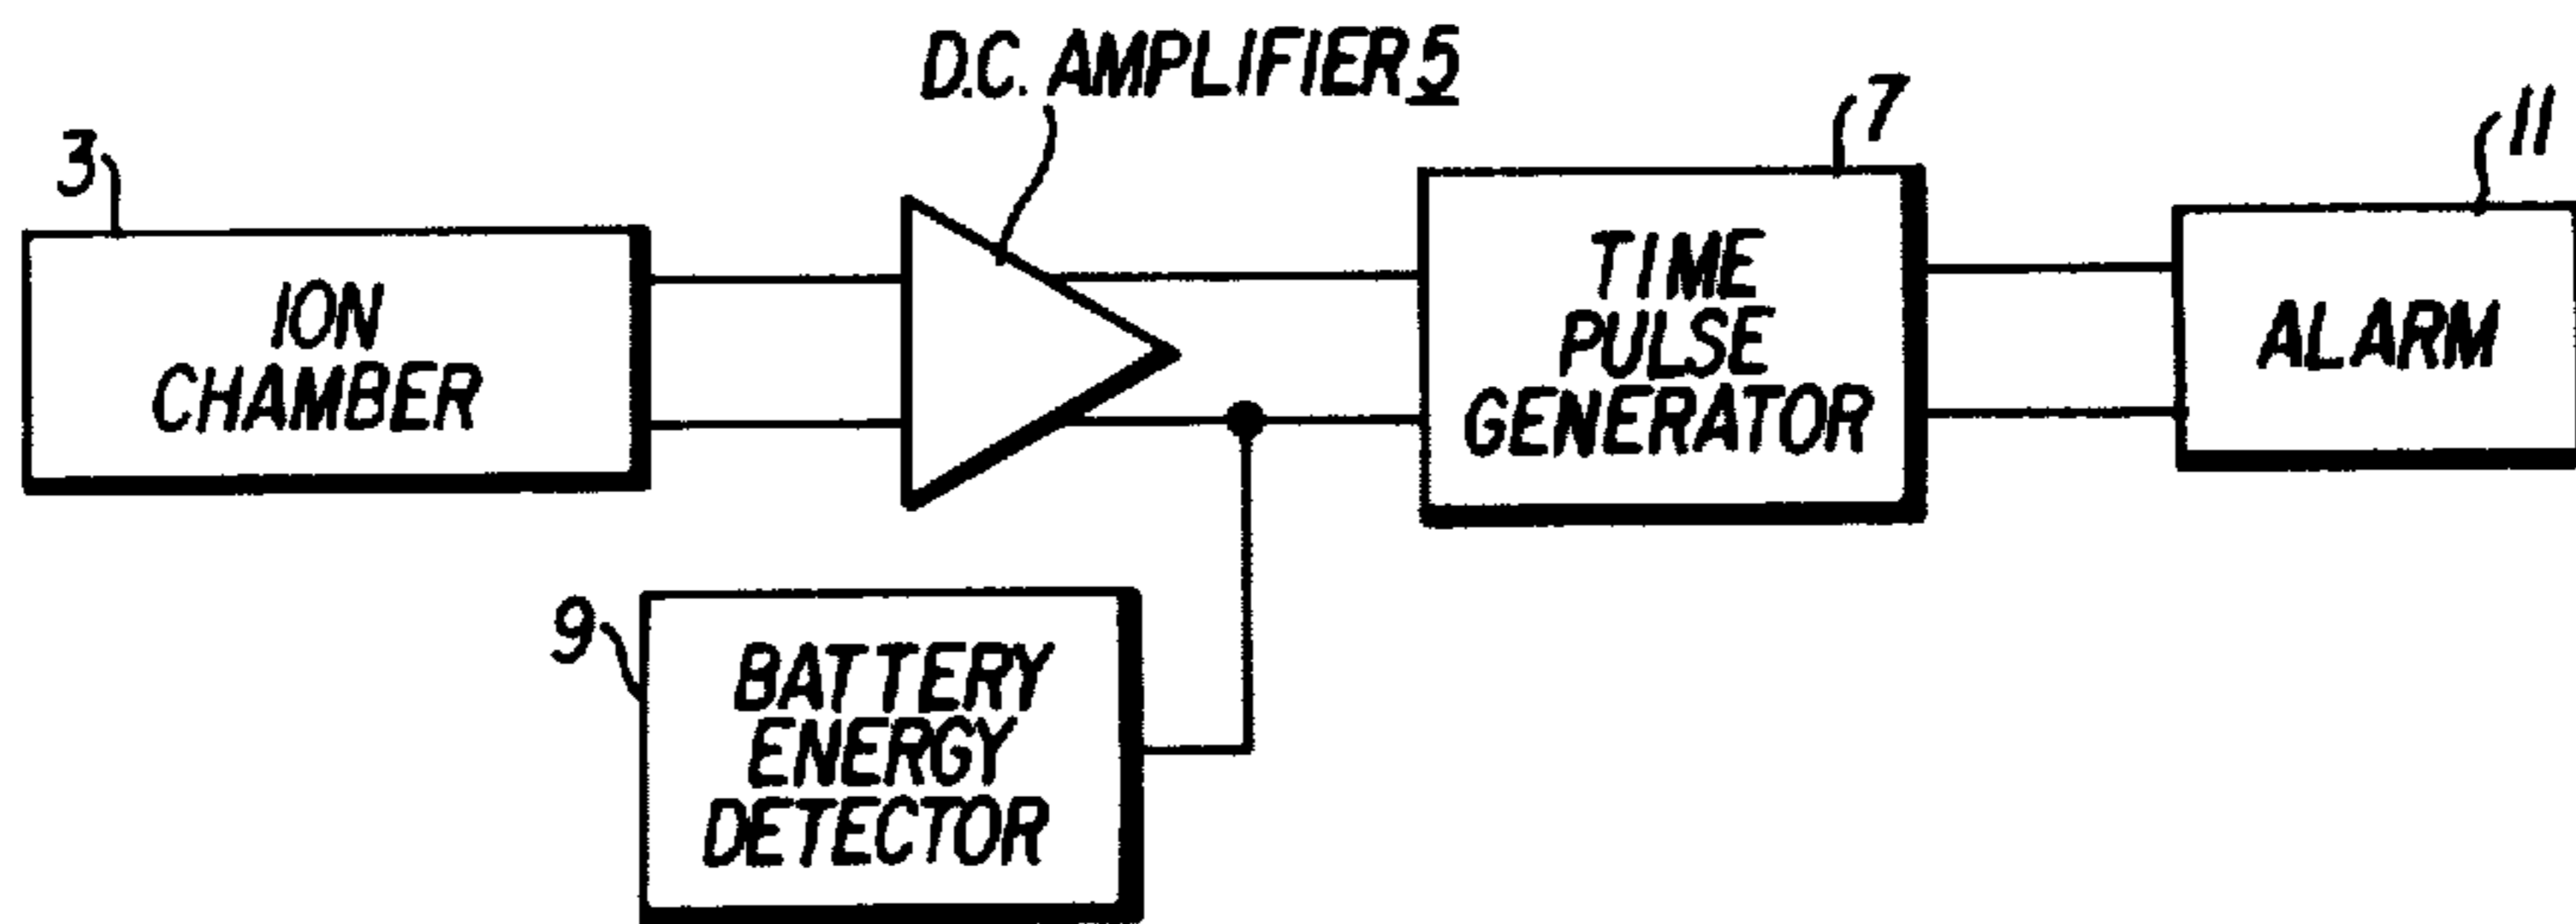 D.C. AMPLIFIER 5
3
7
11
ION
CHAMBER
TIME
PULSE
GENERATOR
ALARM
9
BATTERY
ENERGY
DETECTOR